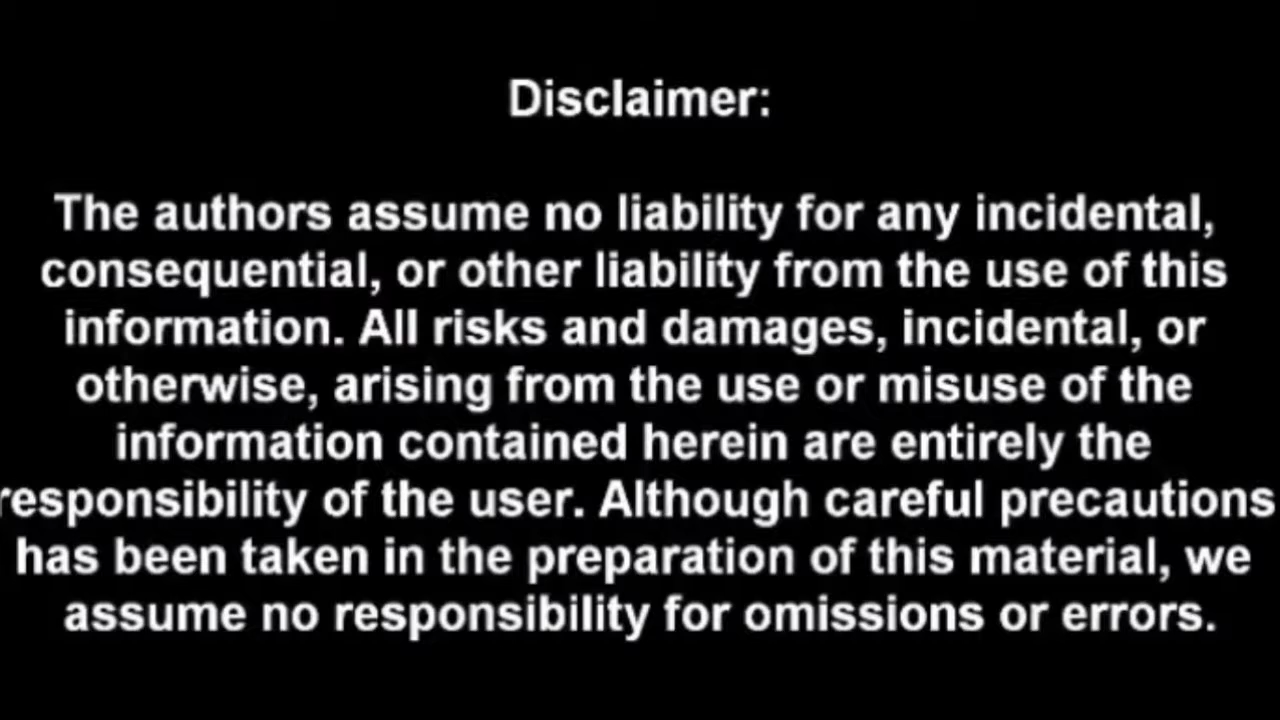 Disclaimer:
The authors assume no liability for any incidental,
consequential, or other liability from the use of this
information. All risks and damages, incidental, or
otherwise, arising from the use or misuse of the
information contained herein are entirely the
responsibility of the user. Although careful precautions
has been taken in the preparation of this material, we
assume no responsibility for omissions or errors.